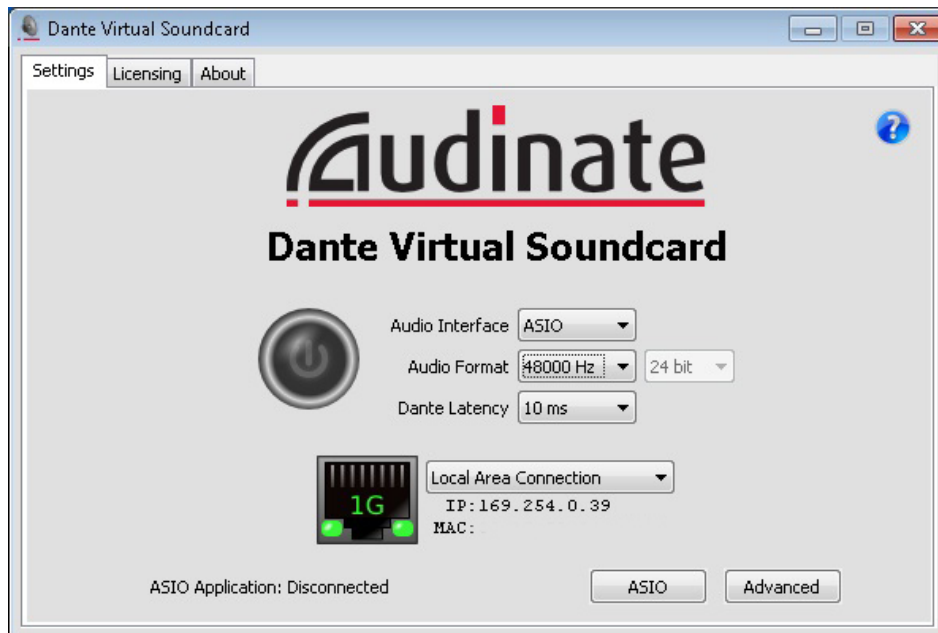 Dante Virtual Soundcard
Settings Licensing About
?
Audinate
Dante Virtual Soundcard
Audio Interface ASIO
Audio Format 48000 Hz 24 bit
Dante Latency 10 ms
Local Area Connection
1G
IP:169.254.0.39
MAC:
ASIO Application: Disconnected ASIO Advanced